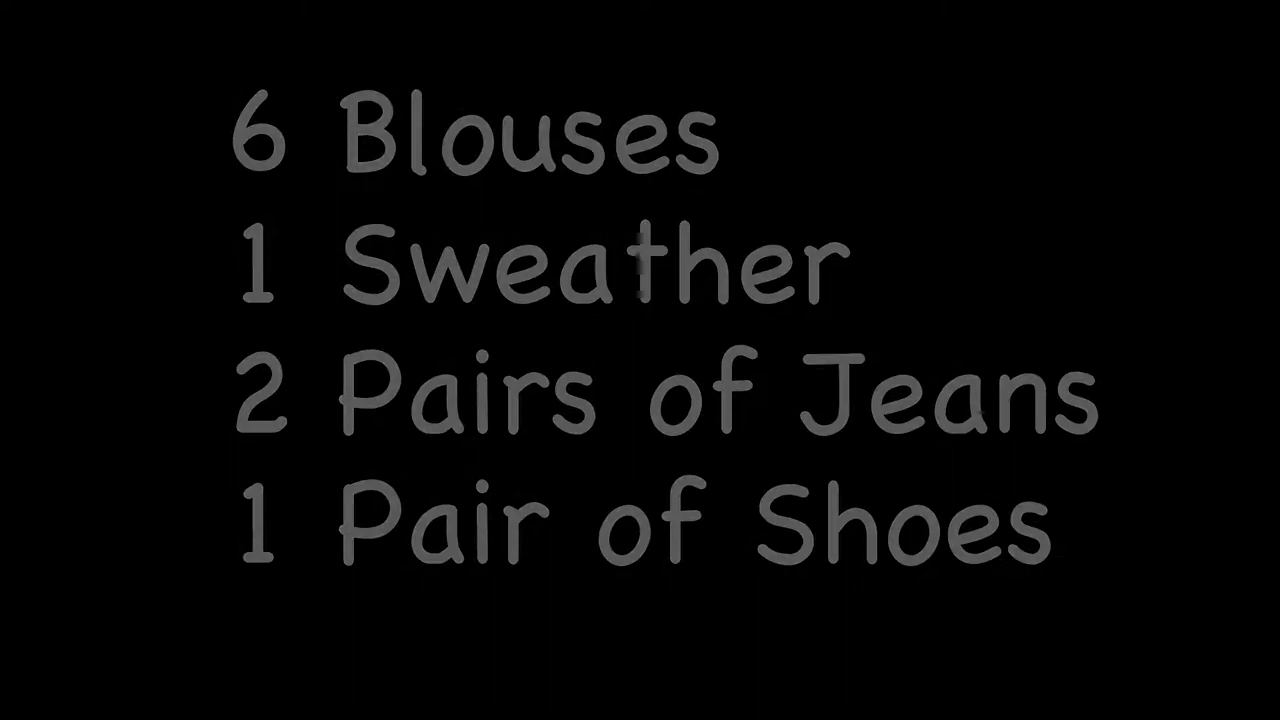 6 Blouses
1 Sweather
2 Pairs of Jeans
1 Pair of Shoes